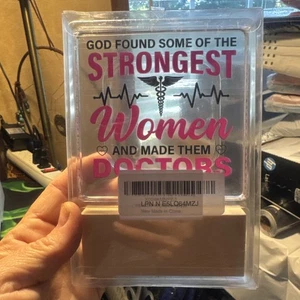 GOD FOUND SOME OF THE
STRONGEST
Women
AND MADE THEM
DOCTORS